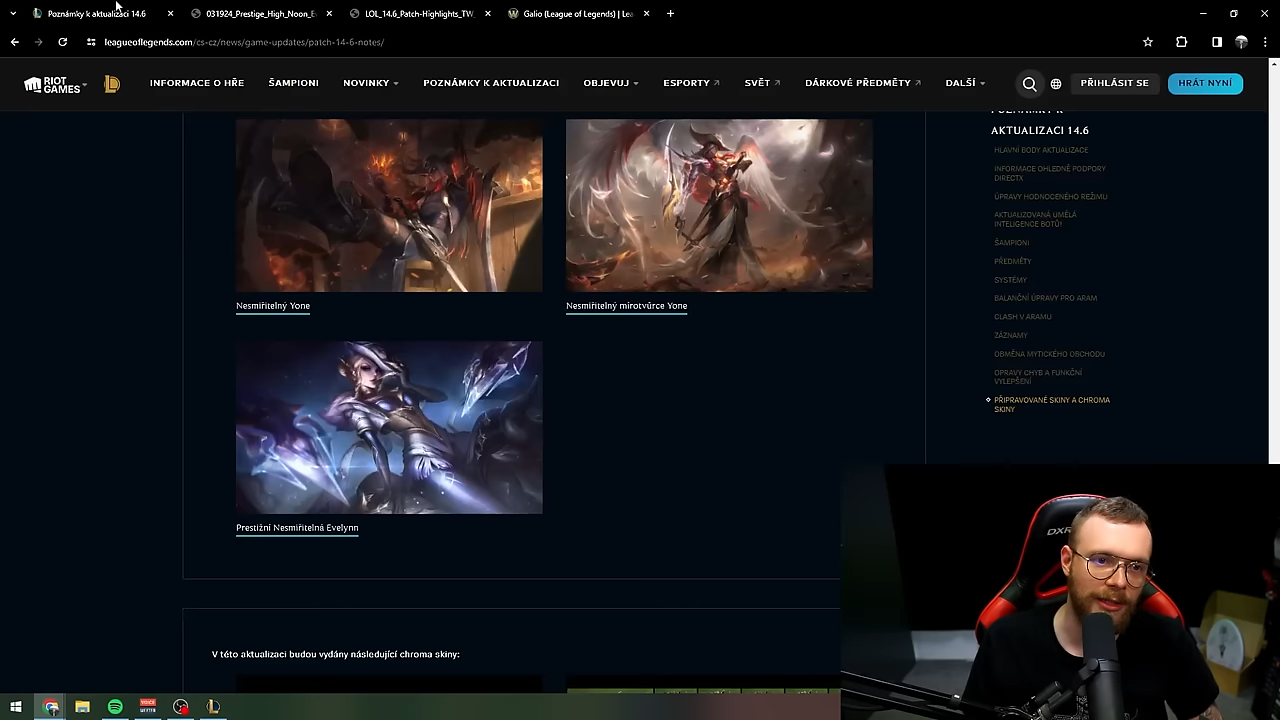 Poznámky k aktualizaci 14.6
031924_Prestige_High_Noon_E
LOL_14.6_Patch-Highlights_TW
Galio (League of Legends) | Lea
leagueoflegends.com/cs-cz/news/game-updates/patch-14-6-notes/
RIOT GAMES
INFORMACE O HŘE
ŠAMPIONI
NOVINKY
POZNÁMKY K AKTUALIZACI
OBJEVUJ
ESPORTY
SVĚT
DÁRKOVÉ PŘEDMĚTY
DALŠÍ
PŘIHLÁSIT SE
HRÁT NYNÍ
POZNÁMKY K
AKTUALIZACI 14.6
HLAVNÍ BODY AKTUALIZACE
INFORMACE OHLEDNĚ PODPORY
DIRECTX
ÚPRAVY HODNOCENÉHO REŽIMU
AKTUALIZOVANÁ UMĚLÁ
INTELIGENCE BOTŮ!
ŠAMPIONI
PŘEDMĚTY
SYSTÉMY
BALANČNÍ ÚPRAVY PRO ARAM
CLASH V ARAMU
ZÁZNAMY
OBMĚNA MYTICKÉHO OBCHODU
OPRAVY CHYB A FUNKČNÍ
VYLEPŠENÍ
PŘIPRAVOVANÉ SKINY A CHROMA
SKINY
Nesmiřitelný Yone
Nesmiřitelný mírotvůrce Yone
Prestižní Nesmiřitelná Evelynn
V této aktualizaci budou vydány následující chroma skiny: